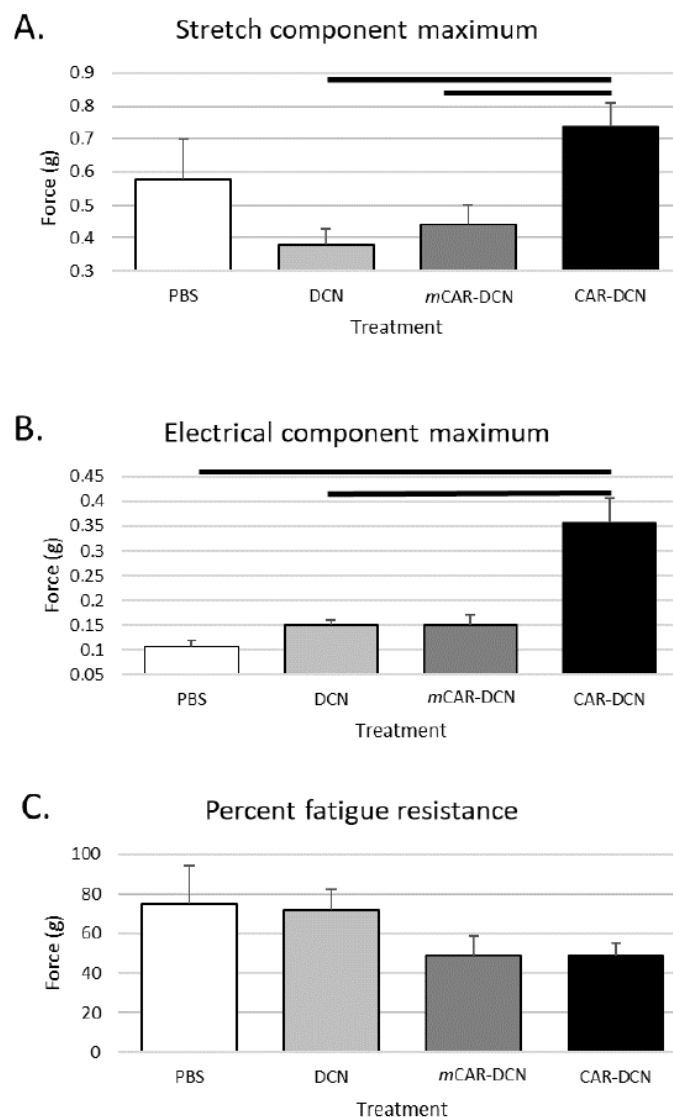 A.
Stretch component maximum
0.9
0.8
0.7
0.6
0.5
0.4
0.3
Force (g)
PBS DCN mCAR-DCN CAR-DCN
Treatment
B.
Electrical component maximum
0.45
0.4
0.35
0.3
0.25
0.2
0.15
0.1
0.05
Force (g)
PBS DCN mCAR-DCN CAR-DCN
Treatment
C.
Percent fatigue resistance
100
80
60
40
20
0
Force (g)
PBS DCN mCAR-DCN CAR-DCN
Treatment